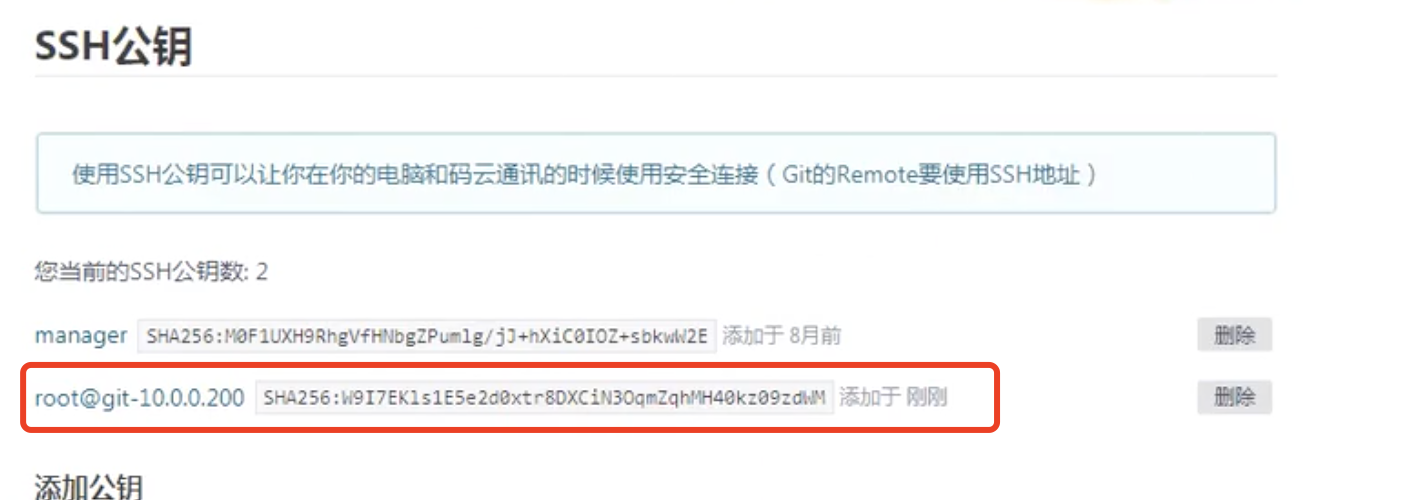 SSH公钥
使用SSH公钥可以让你在你的电脑和码云通讯的时候使用安全连接（Git的Remote要使用SSH地址）
您当前的SSH公钥数: 2
manager SHA256:M0F1UXH9RhgVfHNbgZPumlg/jJ+hXiC0IOZ+sbkwW2E 添加于 8月前 删除
root@git-10.0.0.200 SHA256:W9I7EKls1E5e2d0xtr8DXCiN3OqmZqhMH40kz09zdWM 添加于 刚刚 删除
添加公钥